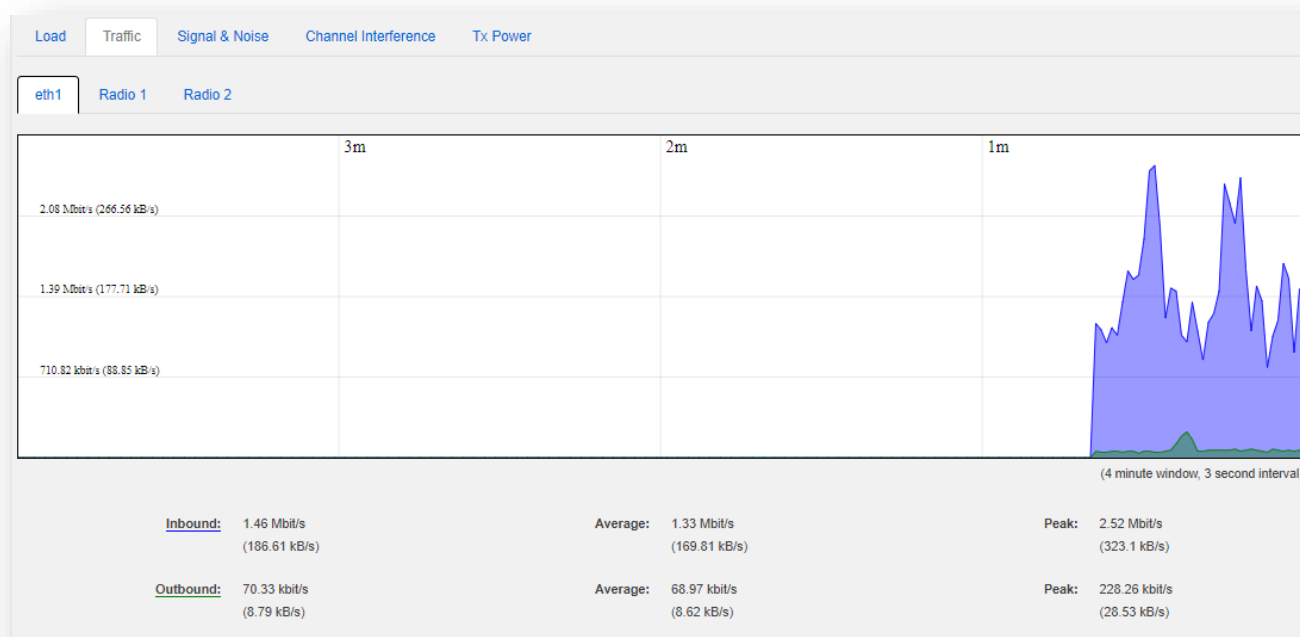 Load Traffic Signal & Noise Channel Interference Tx Power
eth1 Radio 1 Radio 2
3m 2m 1m
2.08 Mbit/s (266.56 kB/s)
1.39 Mbit/s (177.71 kB/s)
710.82 kbit/s (88.85 kB/s)
(4 minute window, 3 second interval
Inbound: 1.46 Mbit/s Average: 1.33 Mbit/s Peak: 2.52 Mbit/s
(186.61 kB/s) (169.81 kB/s) (323.1 kB/s)
Outbound: 70.33 kbit/s Average: 68.97 kbit/s Peak: 228.26 kbit/s
(8.79 kB/s) (8.62 kB/s) (28.53 kB/s)